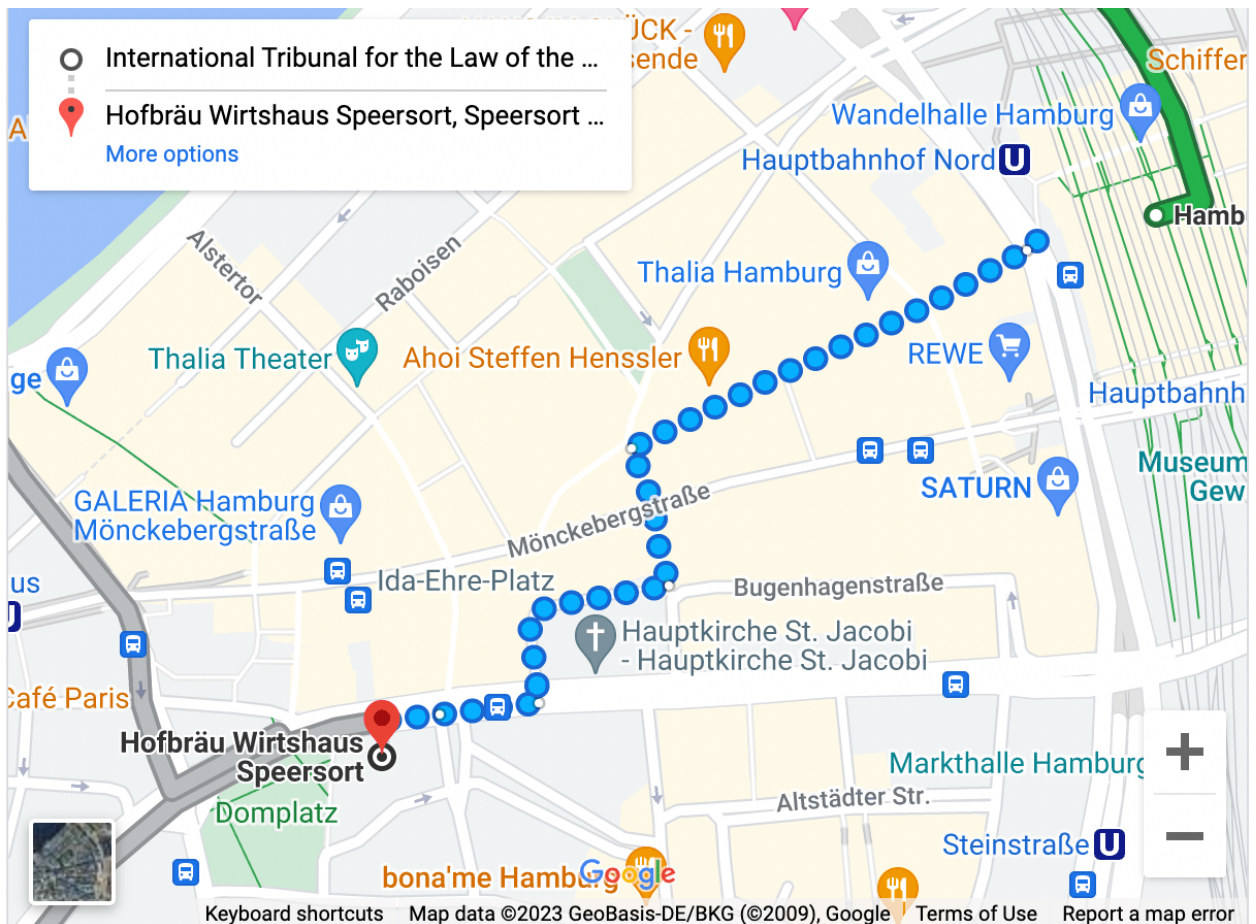 International Tribunal for the Law of the ...
Hofbräu Wirtshaus Speersort, Speersort ...
More options
ÜCK -
sende
Schiffer
Wandelhalle Hamburg
Hauptbahnhof Nord U
Hamb
Alstertor
Raboisen
Thalia Hamburg
Thalia Theater
Ahoi Steffen Henssler
REWE
ge
Hauptbahnh
Museum
Gew
SATURN
GALERIA Hamburg
Mönckebergstraße
Mönckebergstraße
us
Ida-Ehre-Platz
Bugenhagenstraße
Hauptkirche St. Jacobi
- Hauptkirche St. Jacobi
Café Paris
Hofbräu Wirtshaus
Speersort
Domplatz
Markthalle Hamburg
Altstädter Str.
Steinstraße U
bona'me Hamburg
Google
Keyboard shortcuts Map data ©2023 GeoBasis-DE/BKG (©2009), Google Terms of Use Report a map error